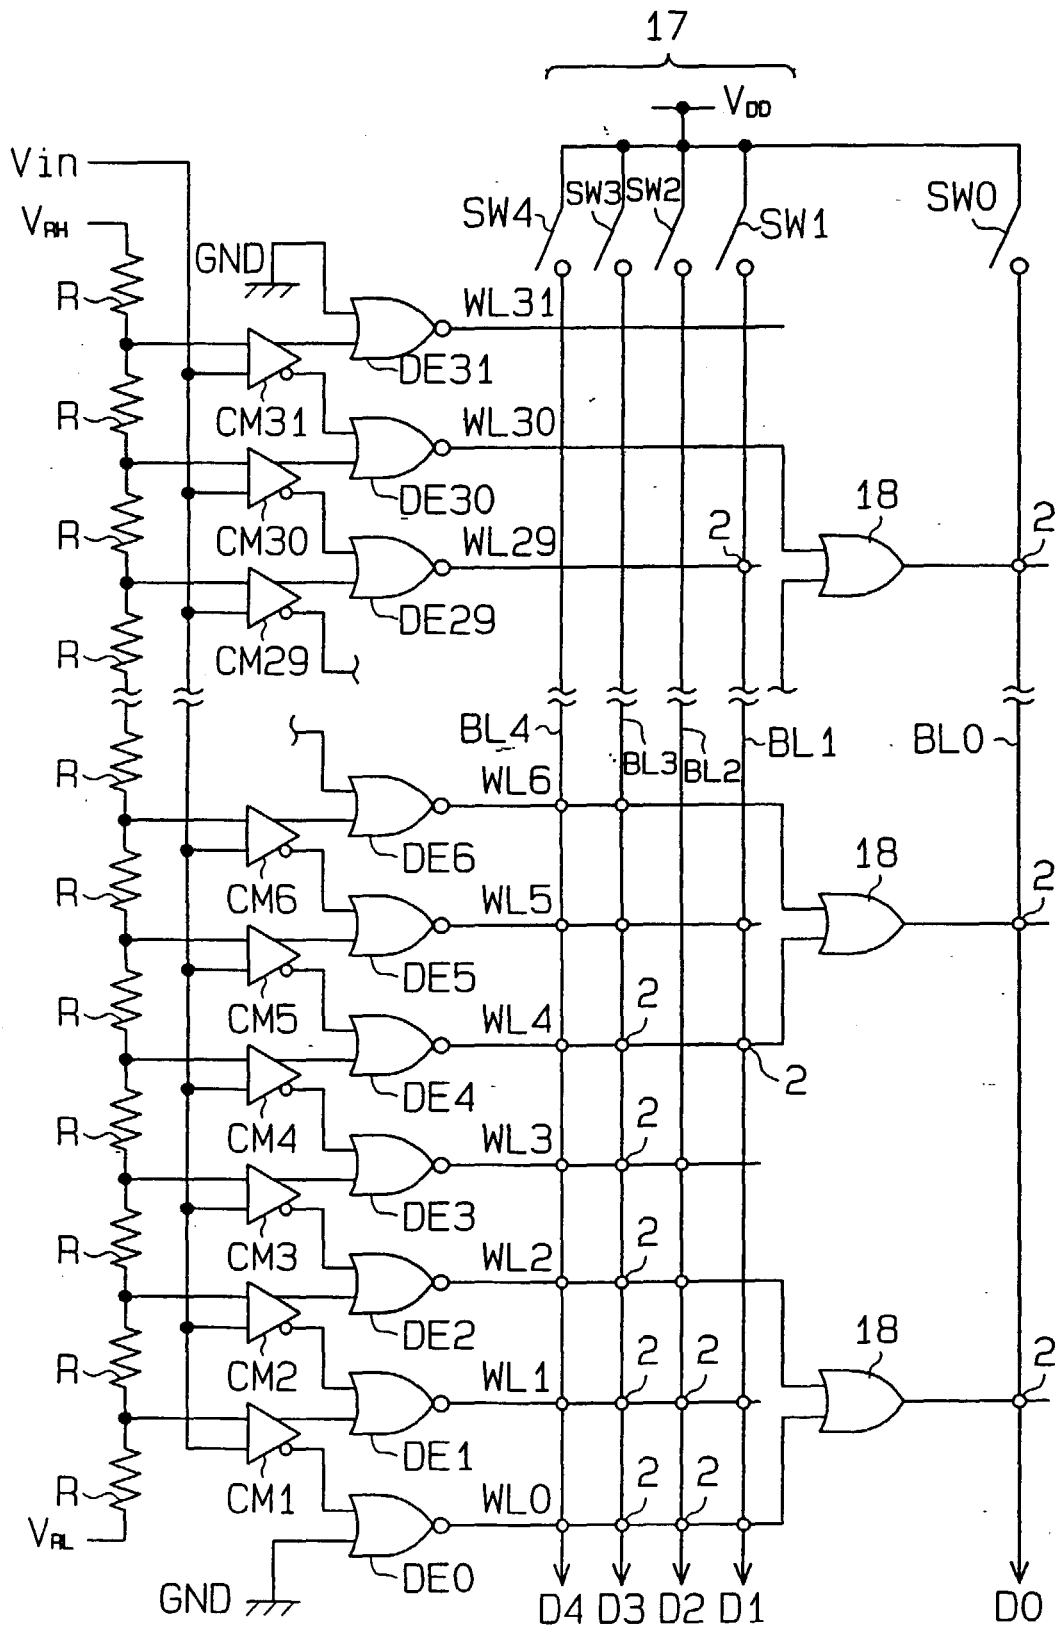 17
VDD
Vin
VRH
SW4 SW3 SW2 SW1 SW0
GND
R
WL31
DE31
CM31
R
WL30
DE30
CM30
18
R
WL29
2 2
DE29
CM29
R
BL4 BL3 BL2 BL1 BL0
R
WL6
DE6
CM6
18
R
WL5
2
DE5
CM5
R
WL4
2
2
DE4
CM4
R
WL3
2
DE3
CM3
R
WL2
2
DE2
CM2
18
R
WL1
2 2 2
DE1
CM1
R
WL0
2 2
VRL
DE0
GND
D4 D3 D2 D1 D0